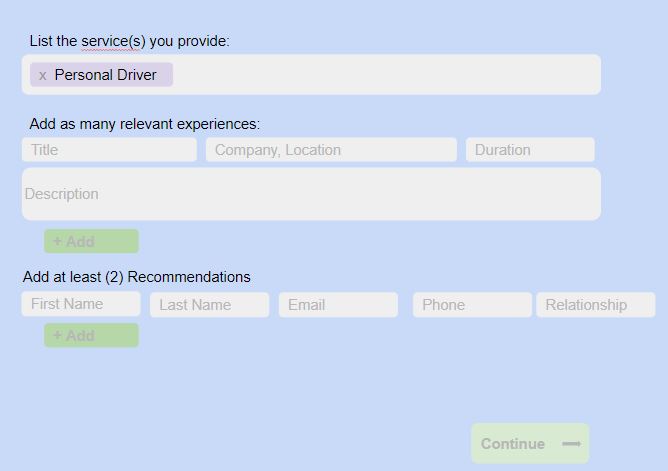 List the service(s) you provide:
x Personal Driver
Add as many relevant experiences:
Title Company, Location Duration
Description
+ Add
Add at least (2) Recommendations
First Name Last Name Email Phone Relationship
+ Add
Continue